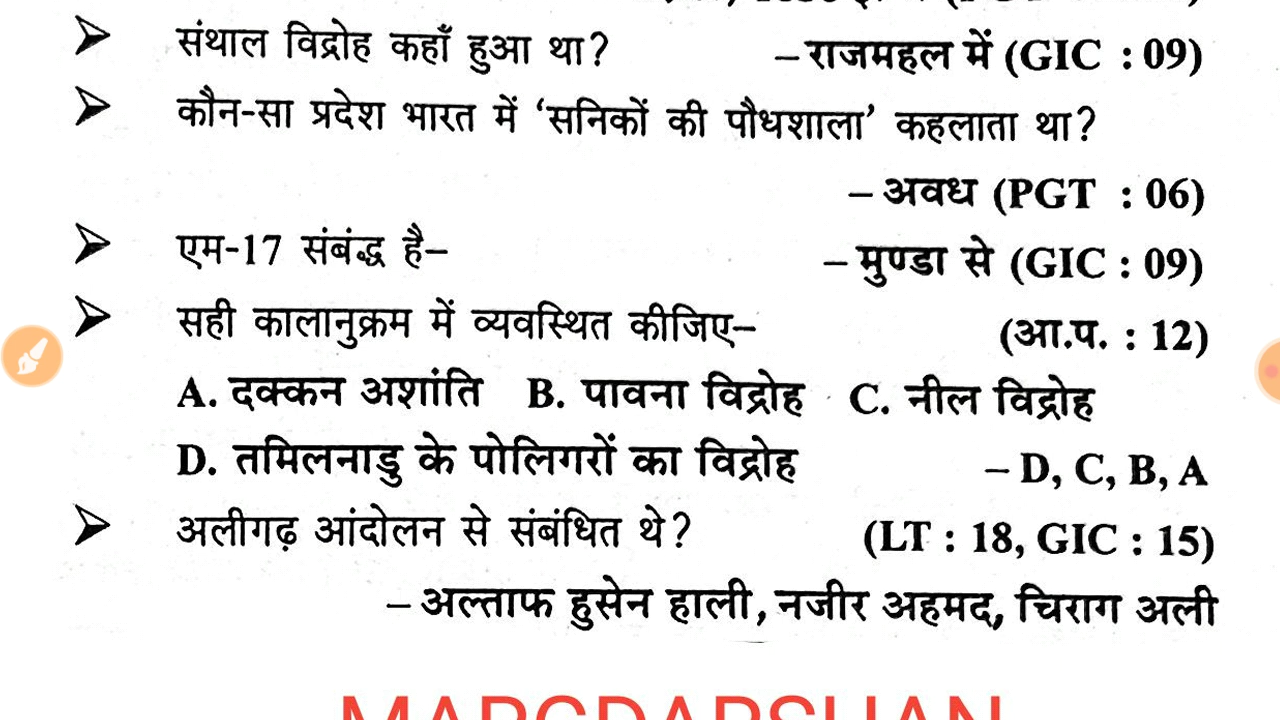 ➤ संथाल विद्रोह कहाँ हुआ था? –राजमहल में (GIC : 09)
➤ कौन-सा प्रदेश भारत में ‘सनिकों की पौधशाला’ कहलाता था?
–अवध (PGT : 06)
➤ एम-17 संबंद्ध है– –मुण्डा से (GIC : 09)
➤ सही कालानुक्रम में व्यवस्थित कीजिए– (आ.प. : 12)
A. दक्कन अशांति B. पावना विद्रोह C. नील विद्रोह
D. तमिलनाडु के पोलिगरों का विद्रोह –D, C, B, A
➤ अलीगढ़ आंदोलन से संबंधित थे? (LT : 18, GIC : 15)
–अल्ताफ हुसेन हाली, नजीर अहमद, चिराग अली
MARGDARSHAN